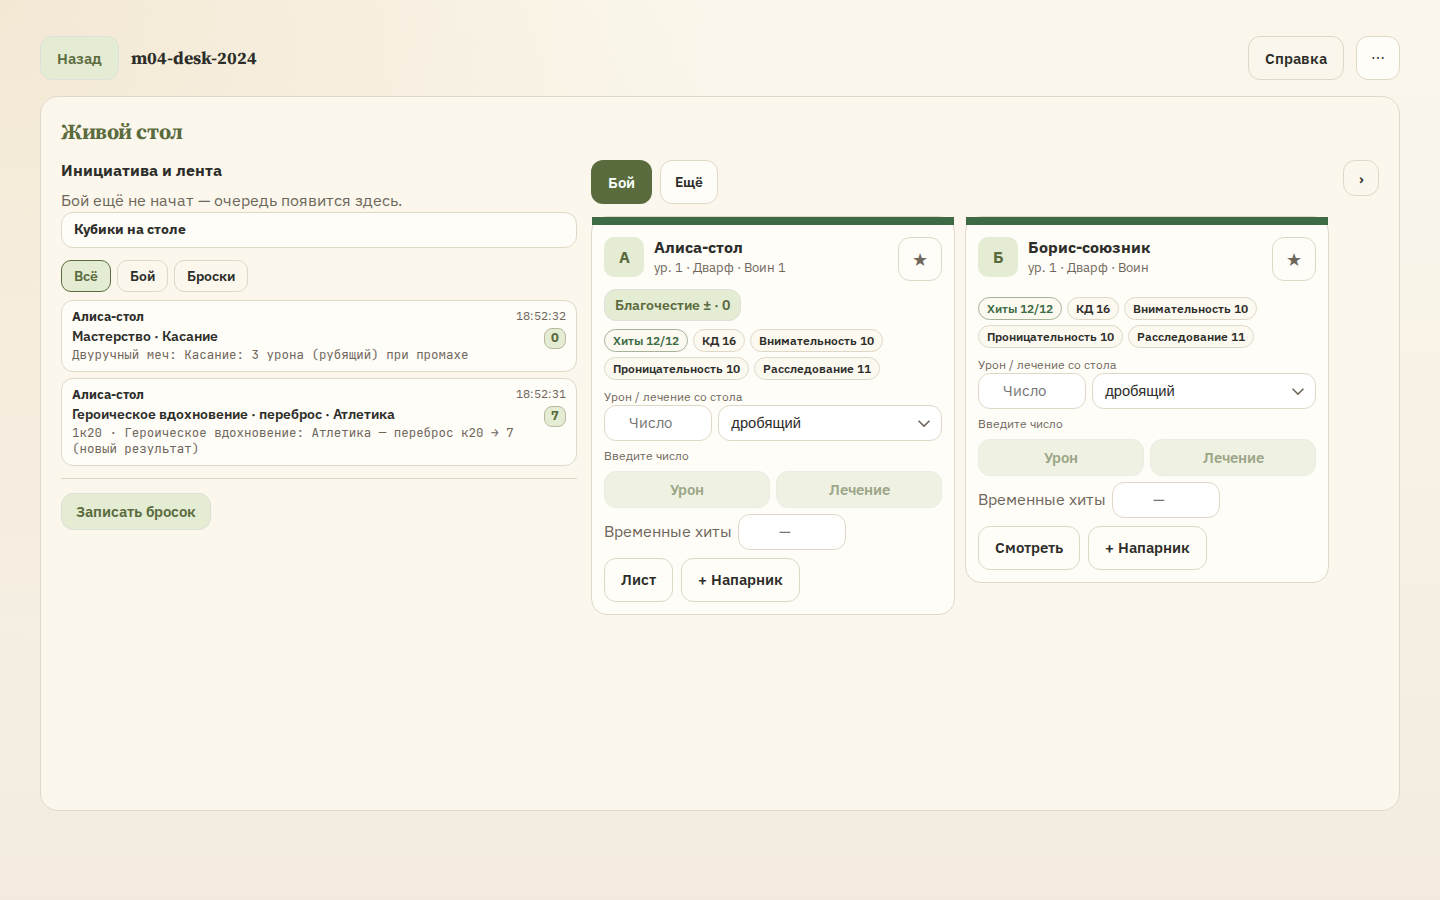 Назад
m04-desk-2024
Справка
...
Живой стол
Инициатива и лента
Бой ещё не начат — очередь появится здесь.
Кубики на столе
Всё
Бой
Броски
Алиса-стол
18:52:32
Мастерство · Касание
0
Двуручный меч: Касание: 3 урона (рубящий) при промахе
Алиса-стол
18:52:31
Героическое вдохновение · переброс · Атлетика
7
1к20 · Героическое вдохновение: Атлетика — переброс к20 → 7
(новый результат)
Записать бросок
Бой
Ещё
›
А
Алиса-стол
ур. 1 · Дварф · Воин 1
★
Благочестие ± · 0
Хиты 12/12
КД 16
Внимательность 10
Проницательность 10
Расследование 11
Урон / лечение со стола
Число
дробящий
Введите число
Урон
Лечение
Временные хиты
—
Лист
+ Напарник
Б
Борис-союзник
ур. 1 · Дварф · Воин
★
Хиты 12/12
КД 16
Внимательность 10
Проницательность 10
Расследование 11
Урон / лечение со стола
Число
дробящий
Введите число
Урон
Лечение
Временные хиты
—
Смотреть
+ Напарник